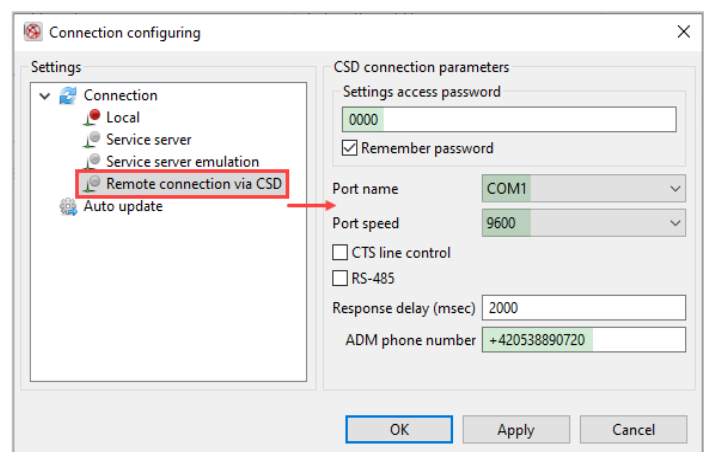 Connection configuring
Settings
Connection
Local
Service server
Service server emulation
Remote connection via CSD
Auto update
CSD connection parameters
Settings access password
0000
Remember password
Port name COM1
Port speed 9600
CTS line control
RS-485
Response delay (msec) 2000
ADM phone number +420538890720
OK Apply Cancel